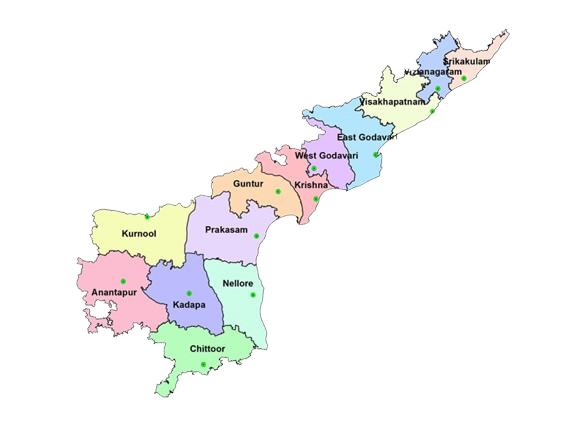 Srikakulam
Vizianagaram
Visakhapatnam
East Godavari
West Godavari
Krishna
Guntur
Prakasam
Kurnool
Nellore
Anantapur
Kadapa
Chittoor